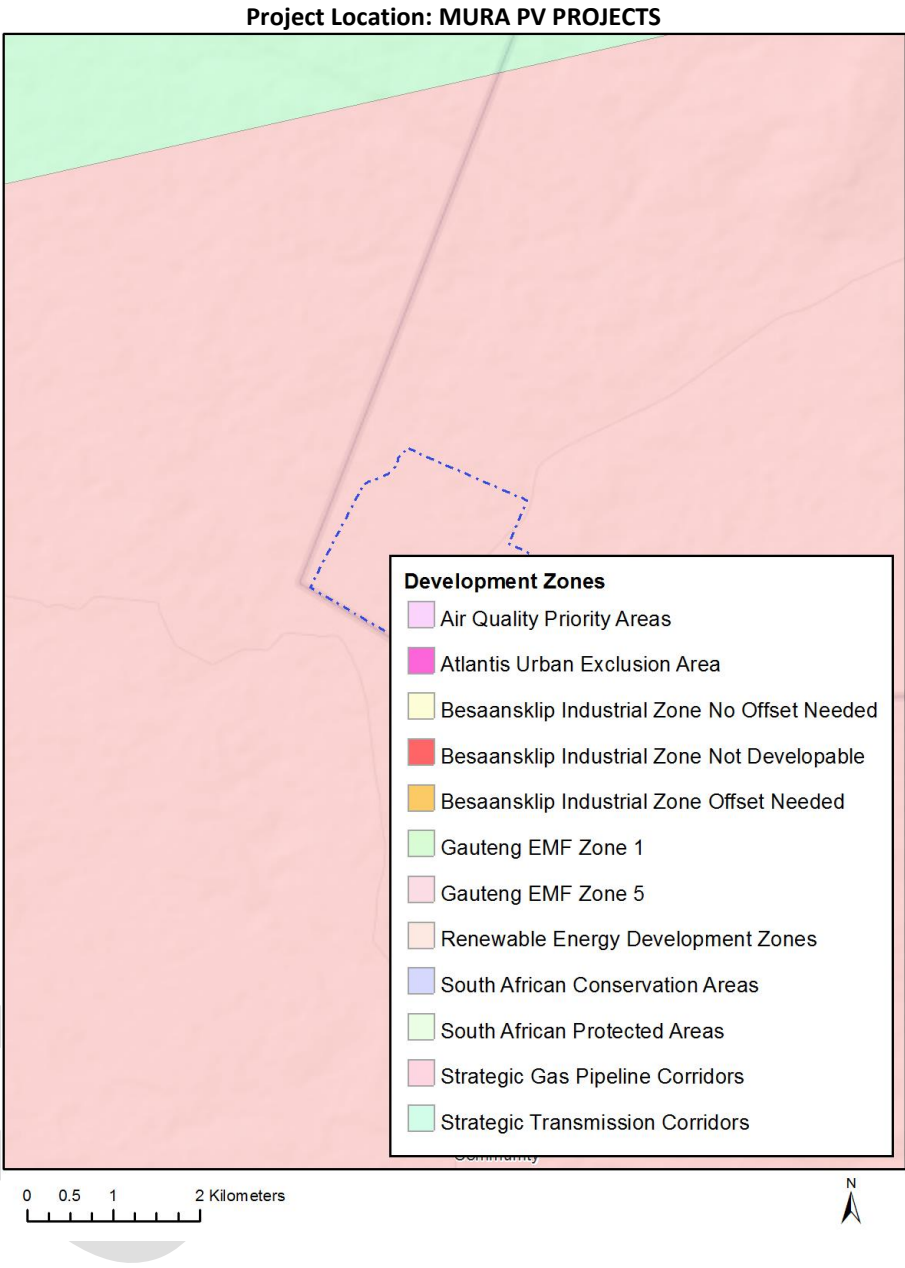 Project Location: MURA PV PROJECTS
Development Zones
Air Quality Priority Areas
Atlantis Urban Exclusion Area
Besaansklip Industrial Zone No Offset Needed
Besaansklip Industrial Zone Not Developable
Besaansklip Industrial Zone Offset Needed
Gauteng EMF Zone 1
Gauteng EMF Zone 5
Renewable Energy Development Zones
South African Conservation Areas
South African Protected Areas
Strategic Gas Pipeline Corridors
Strategic Transmission Corridors
Community
0 0.5 1 2 Kilometers
N